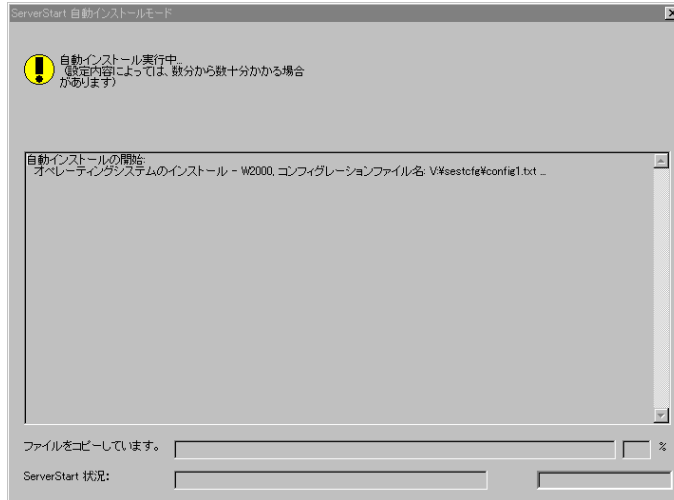 ServerStart 自動インストールモード
自動インストール実行中...
(設定内容によっては、数分から数十分かかる場合
があります)
自動インストールの開始:
オペレーティングシステムのインストール - W2000, コンフィグレーションファイル名: V:¥sestcfg¥config1.txt ...
ファイルをコピーしています。
%
ServerStart 状況: